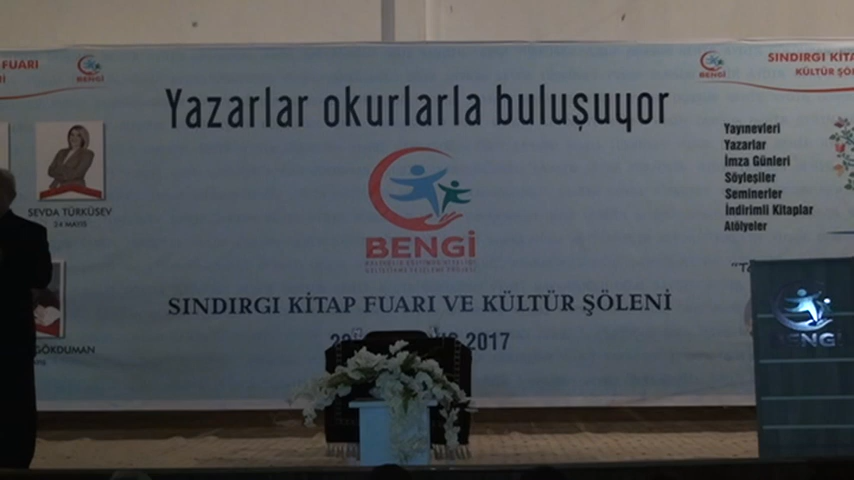 FUARI
BENGİ
SINDIRGI KİTA
KÜLTÜR ŞÖL
Yazarlar okurlarla buluşuyor
Yayınevleri
Yazarlar
İmza Günleri
Söyleşiler
Seminerler
İndirimli Kitaplar
Atölyeler
SEVDA TÜRKÜSEV
24 MAYIS
BENGİ
SINDIRGI KİTAP FUARI VE KÜLTÜR ŞÖLENİ
2017
GÖKDUMAN
BENGİ
BENGİ